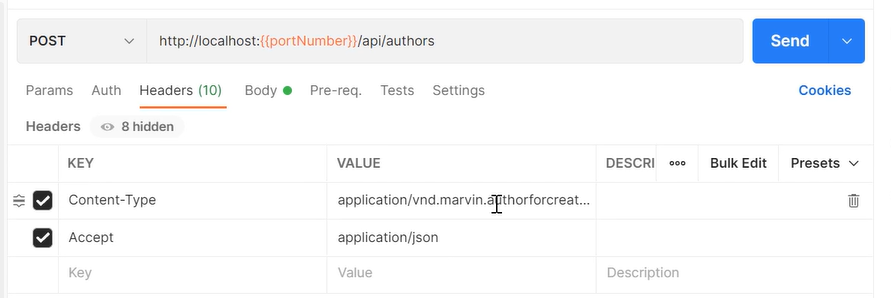 POST http://localhost:{{portNumber}}/api/authors Send
Params Auth Headers (10) Body Pre-req. Tests Settings Cookies
Headers 8 hidden
KEY VALUE DESCRI ooo Bulk Edit Presets
Content-Type application/vnd.marvin.authorforcreat...
Accept application/json
Key Value Description